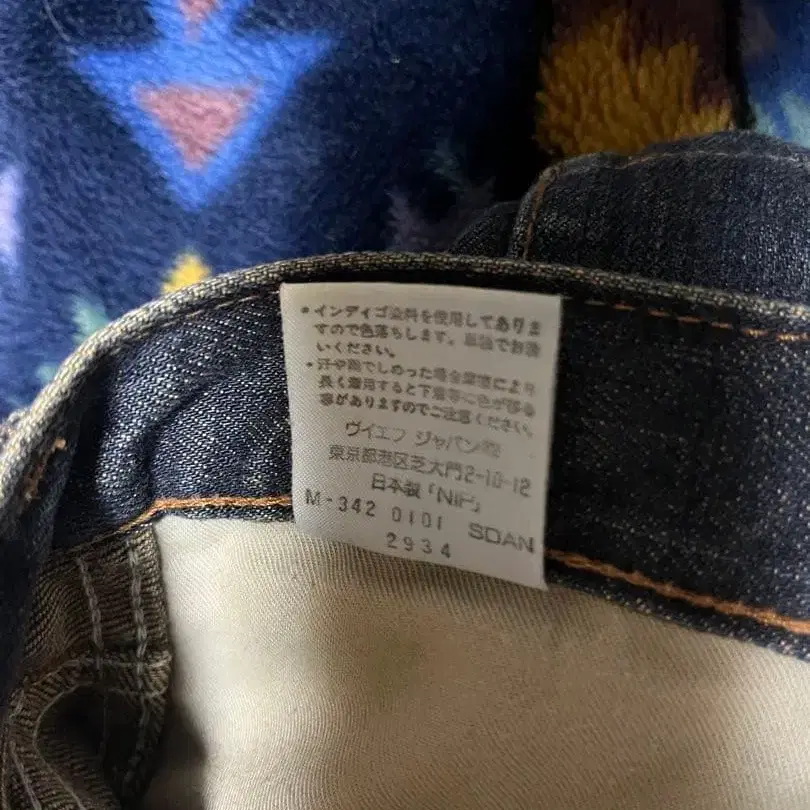 ・インディゴ染料を使用してありま
すので色落ちします。単独でお洗
いください。
・汗や雨でしめった場合摩擦により
長く着用すると下着等に色が移る
事がありますのでご注意ください。
ヴイエフ ジャパン㈱
東京都港区芝大門2-10-12
日本製「NIP」
M-342 0101 SDAN
2934